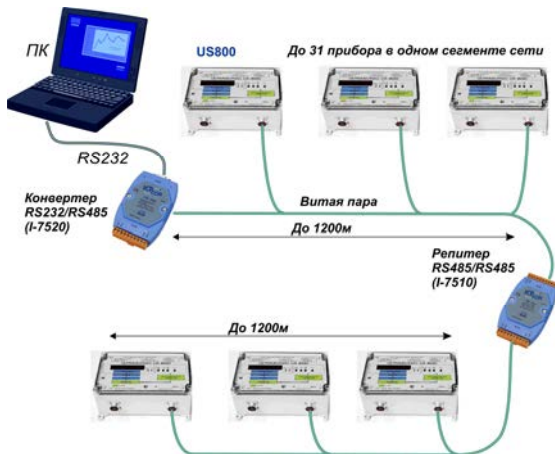 ПК
US800
До 31 прибора в одном сегменте сети
RS232
Конвертер
RS232/RS485
(I-7520)
Витая пара
До 1200м
Репитер
RS485/RS485
(I-7510)
До 1200м